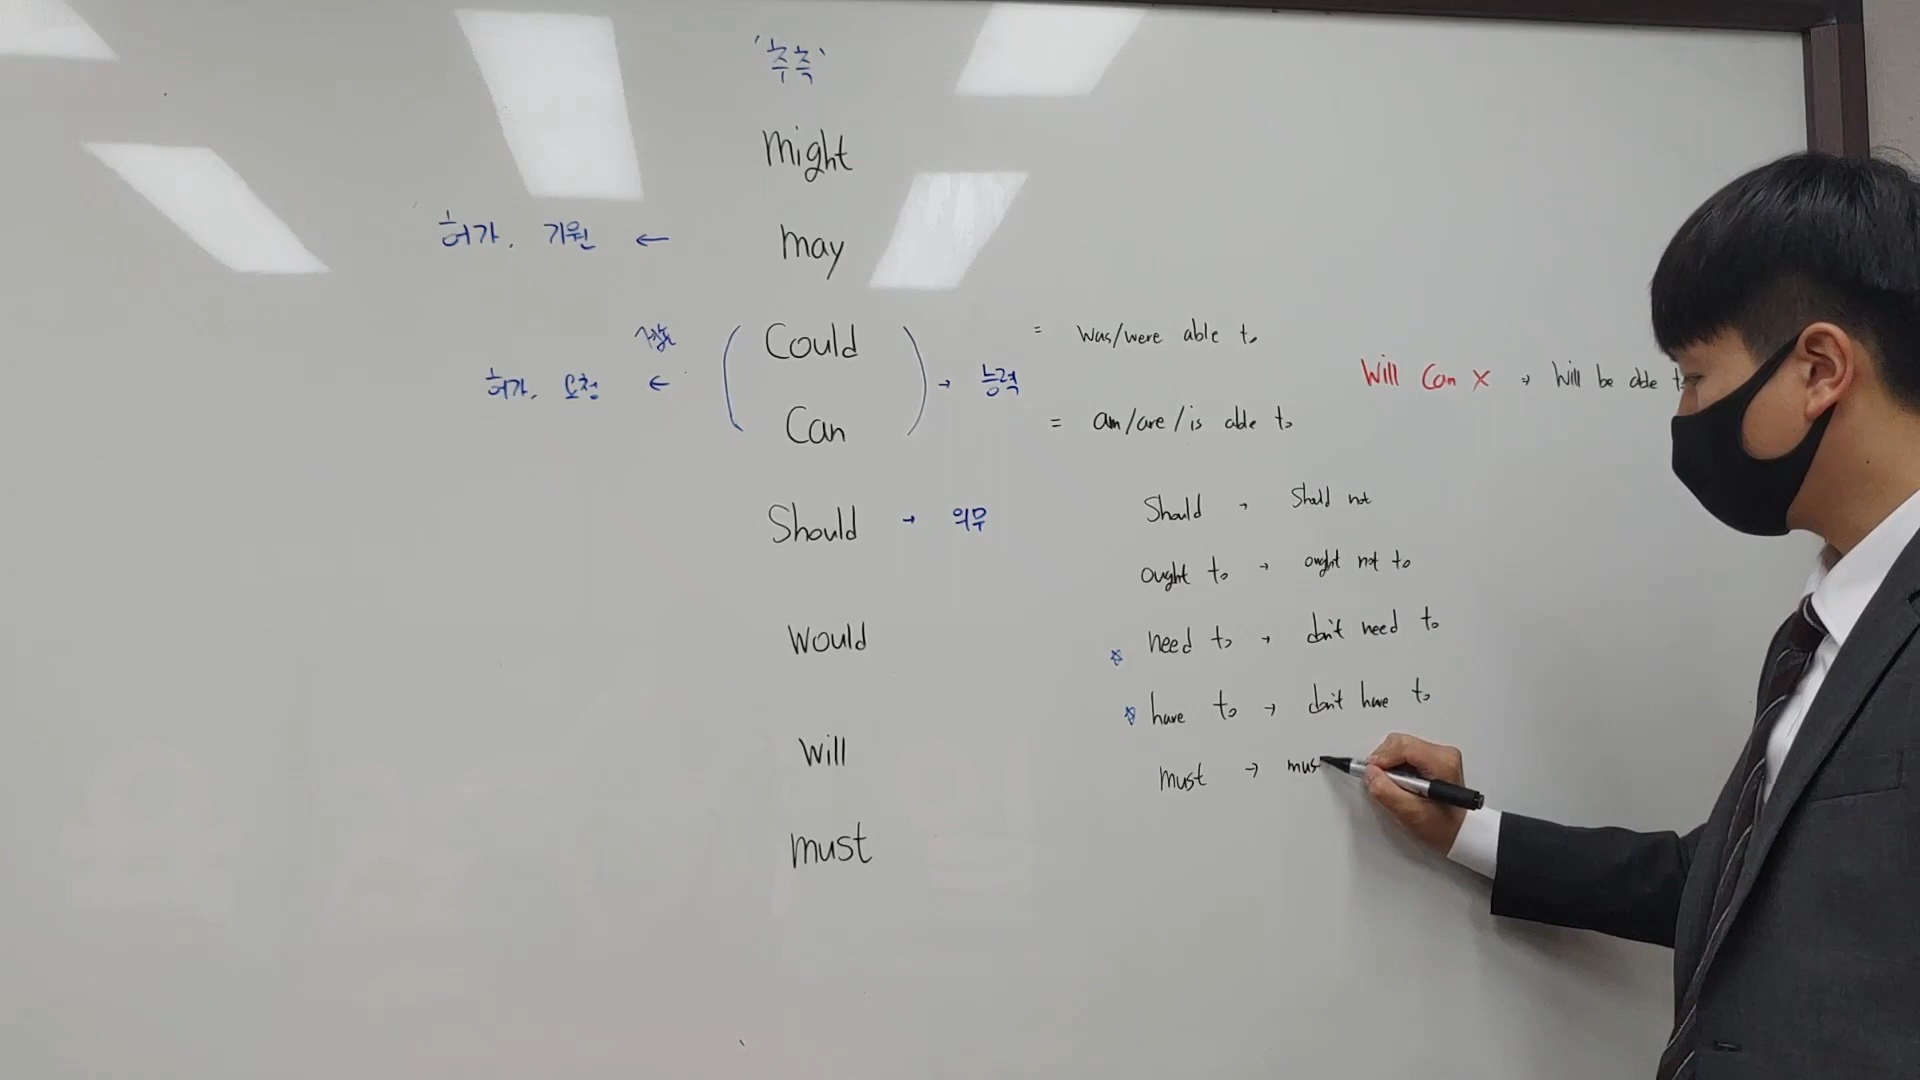 '추측'
might
허가, 기원 ← may
Could = was/were able to
허가, 요청 ← → 능력 Will Can X → Will be able t
Can = am/are/is able to
Should → 의무 Should → Should not
ought to → ought not to
would need to → don't need to
have to → don't have to
will must → mus
must